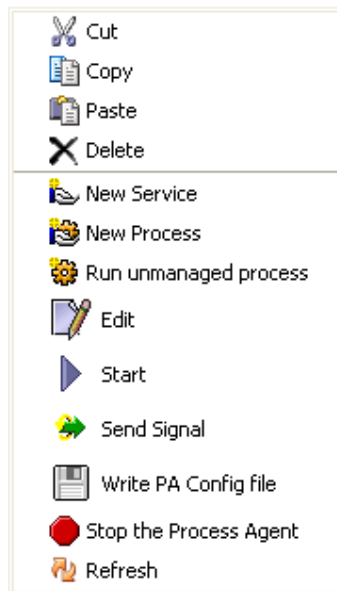 Cut
Copy
Paste
Delete
New Service
New Process
Run unmanaged process
Edit
Start
Send Signal
Write PA Config file
Stop the Process Agent
Refresh